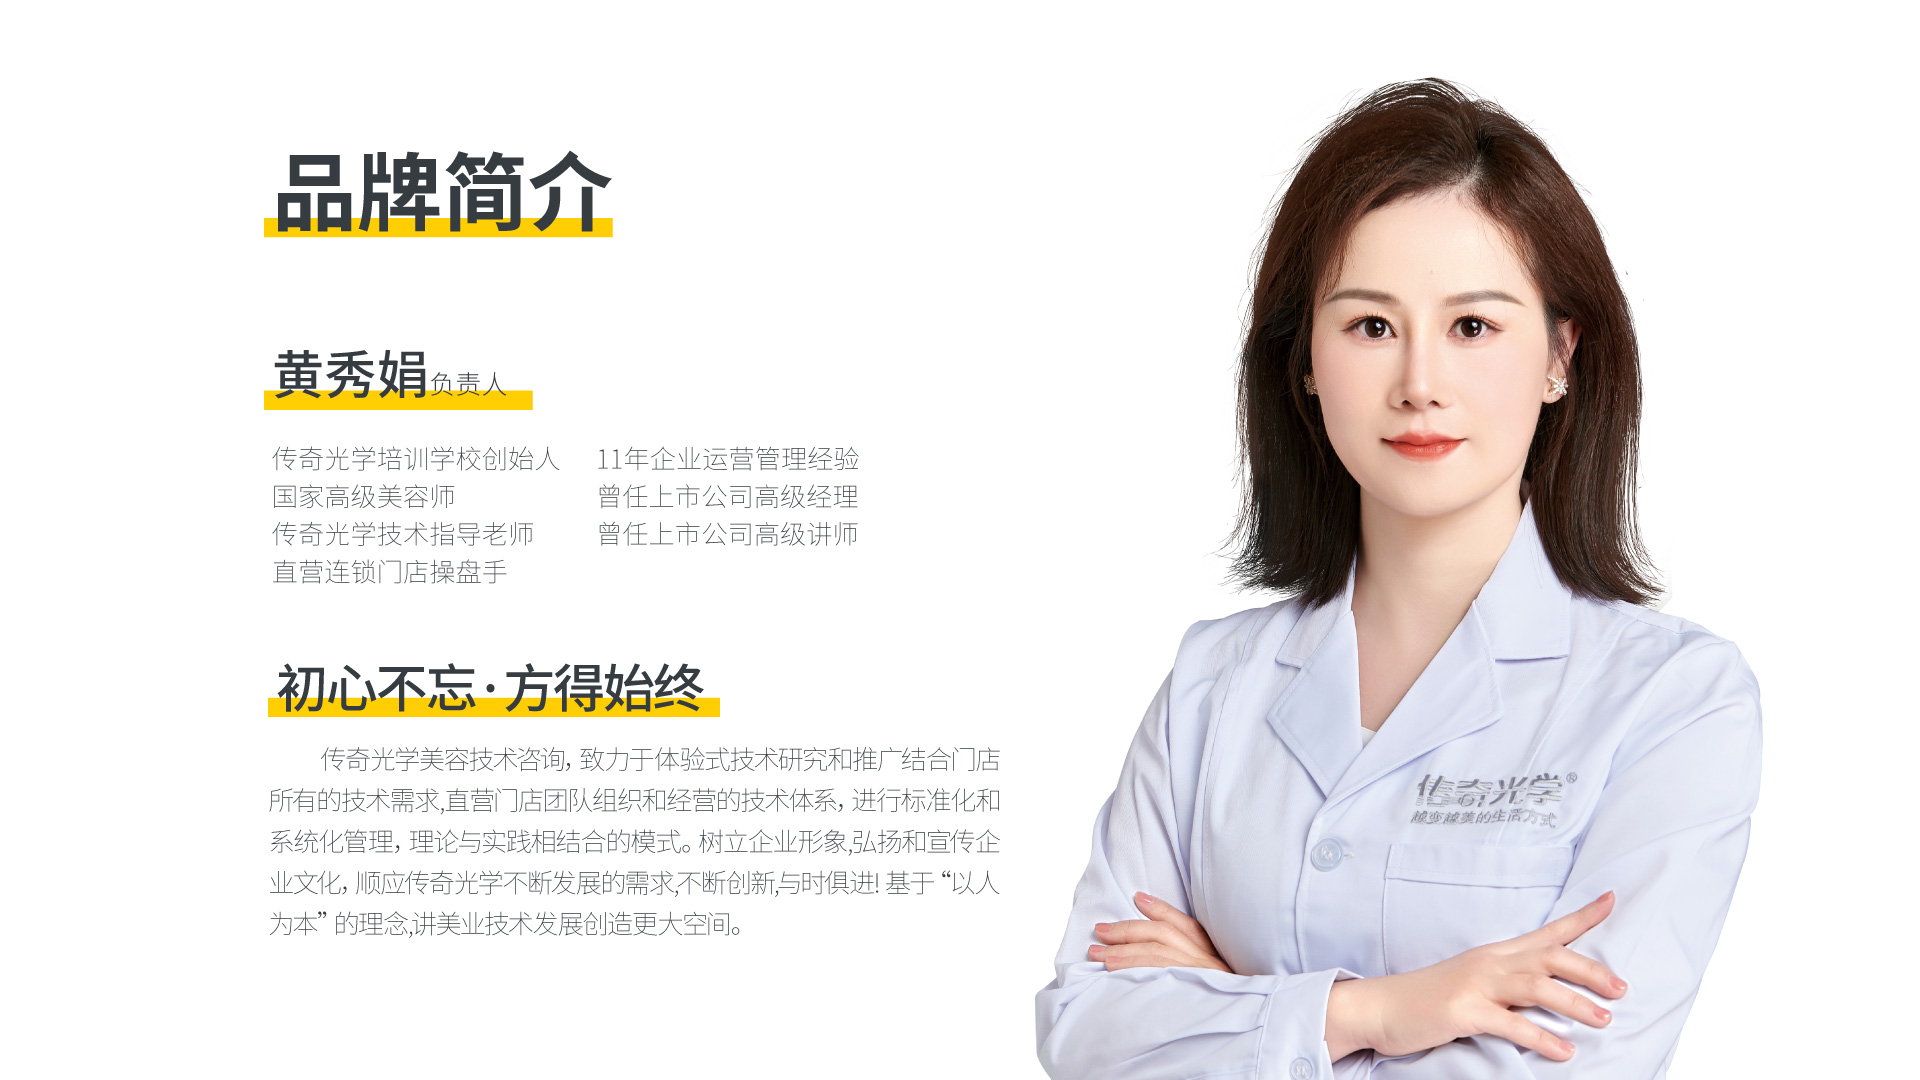 品牌简介
黄秀娟负责人
传奇光学培训学校创始人
国家高级美容师
传奇光学技术指导老师
直营连锁门店操盘手
11年企业运营管理经验
曾任上市公司高级经理
曾任上市公司高级讲师
初心不忘·方得始终
传奇光学美容技术咨询，致力于体验式技术研究和推广结合门店
所有的技术需求,直营门店团队组织和经营的技术体系，进行标准化和
系统化管理，理论与实践相结合的模式。树立企业形象,弘扬和宣传企
业文化，顺应传奇光学不断发展的需求,不断创新,与时俱进! 基于“以人
为本”的理念,讲美业技术发展创造更大空间。
传奇光学®
越变越美的生活方式